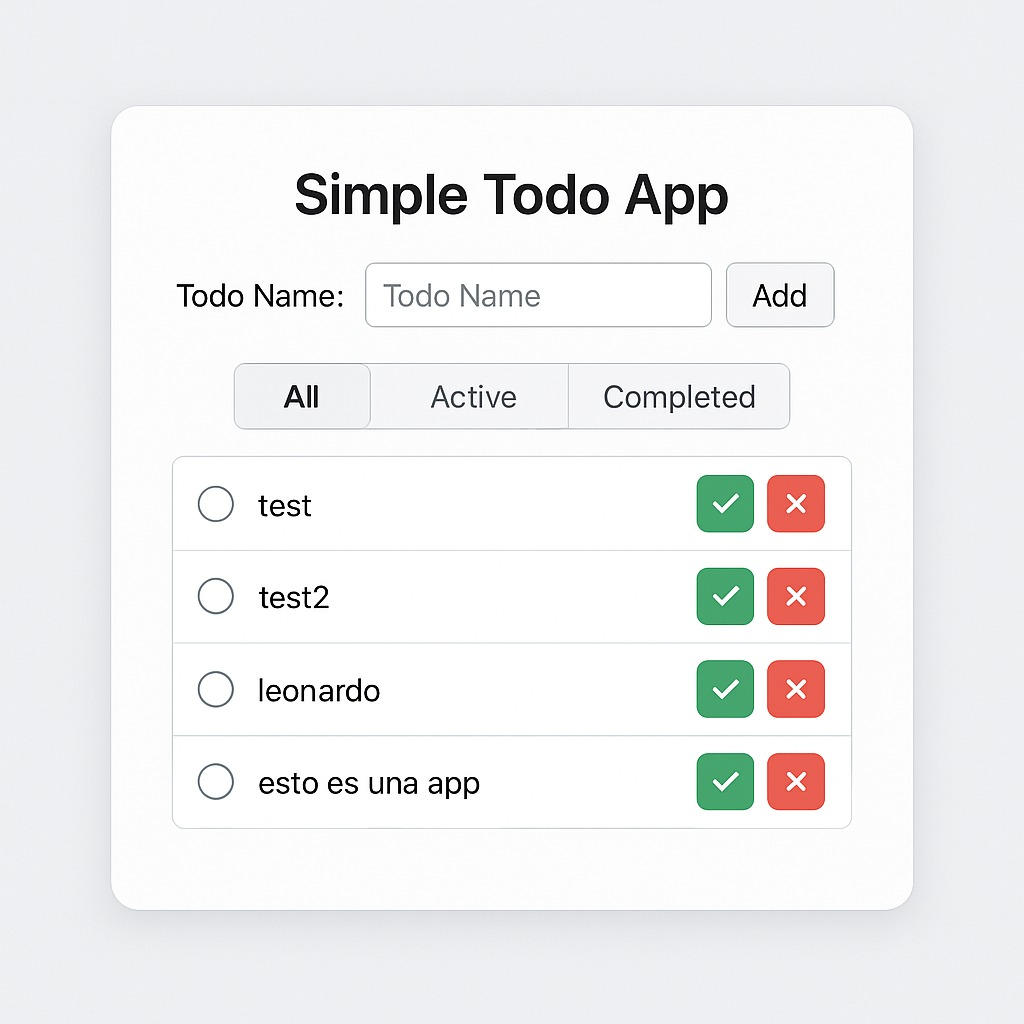 Simple Todo App
Todo Name: Todo Name Add
All Active Completed
test
test2
leonardo
esto es una app